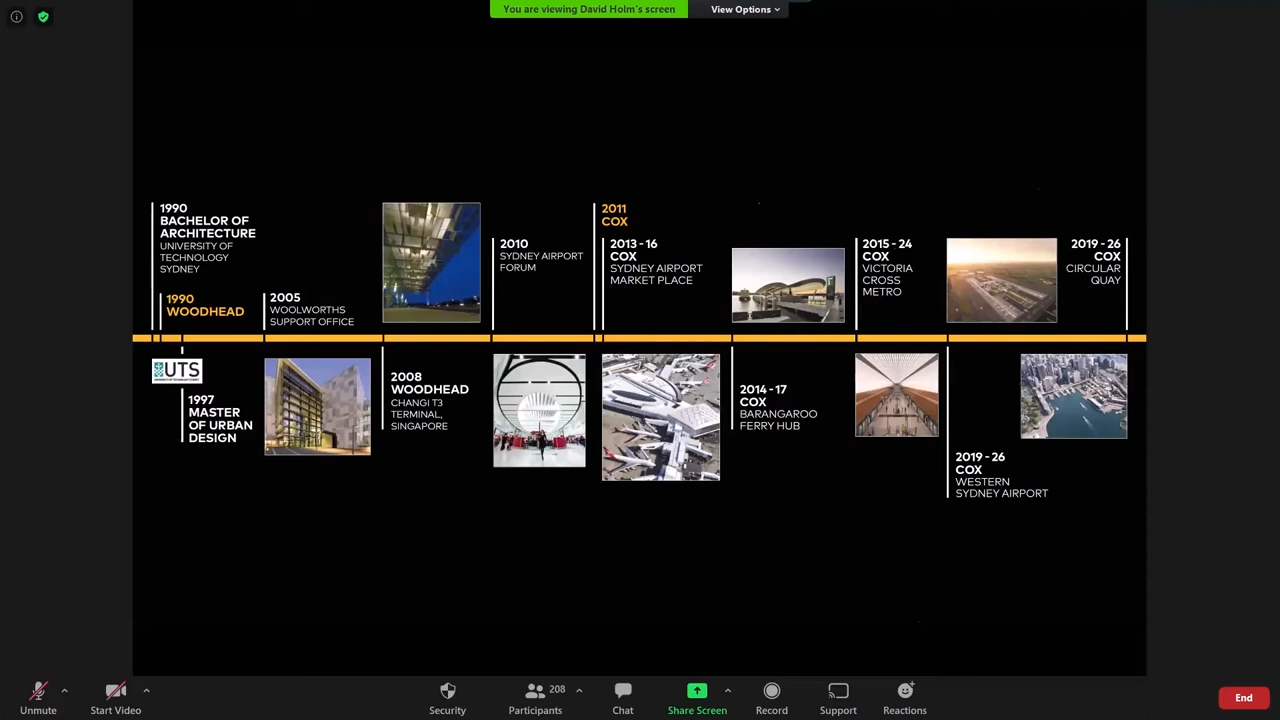 You are viewing David Holm's screen
View Options
1990
BACHELOR OF
ARCHITECTURE
UNIVERSITY OF
TECHNOLOGY
SYDNEY
1990
WOODHEAD
2005
WOOLWORTHS
SUPPORT OFFICE
2010
SYDNEY AIRPORT
FORUM
2011
COX
2013 - 16
COX
SYDNEY AIRPORT
MARKET PLACE
2015 - 24
COX
VICTORIA
CROSS
METRO
2019 - 26
COX
CIRCULAR
QUAY
UTS
1997
MASTER
OF URBAN
DESIGN
2008
WOODHEAD
CHANGI T3
TERMINAL,
SINGAPORE
2014 - 17
COX
BARANGAROO
FERRY HUB
2019 - 26
COX
WESTERN
SYDNEY AIRPORT
Unmute
Start Video
Security
208
Participants
Chat
Share Screen
Record
Support
Reactions
End